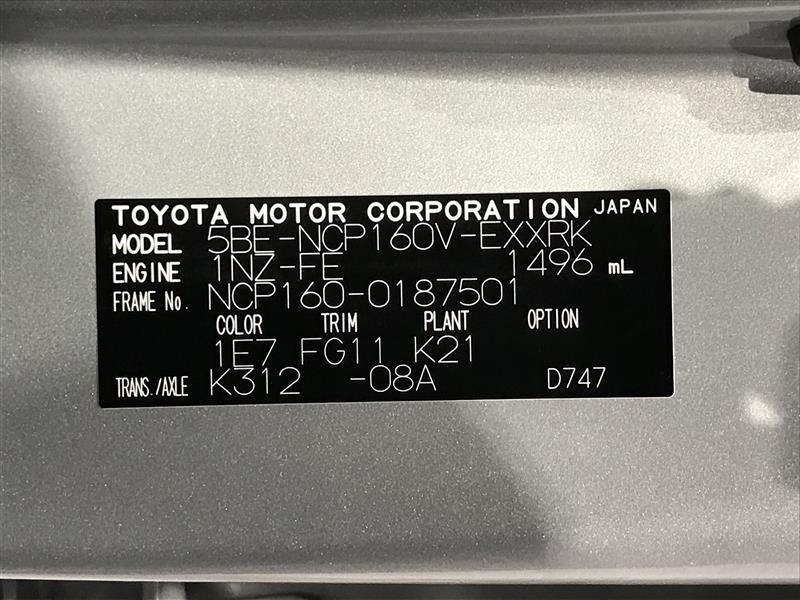 TOYOTA MOTOR CORPORATION JAPAN
MODEL 5BE-NCP160V-EXXRK
ENGINE 1NZ-FE 1496 mL
FRAME No. NCP160-0187501
COLOR TRIM PLANT OPTION
1E7 FG11 K21
TRANS./AXLE K312 -08A D747